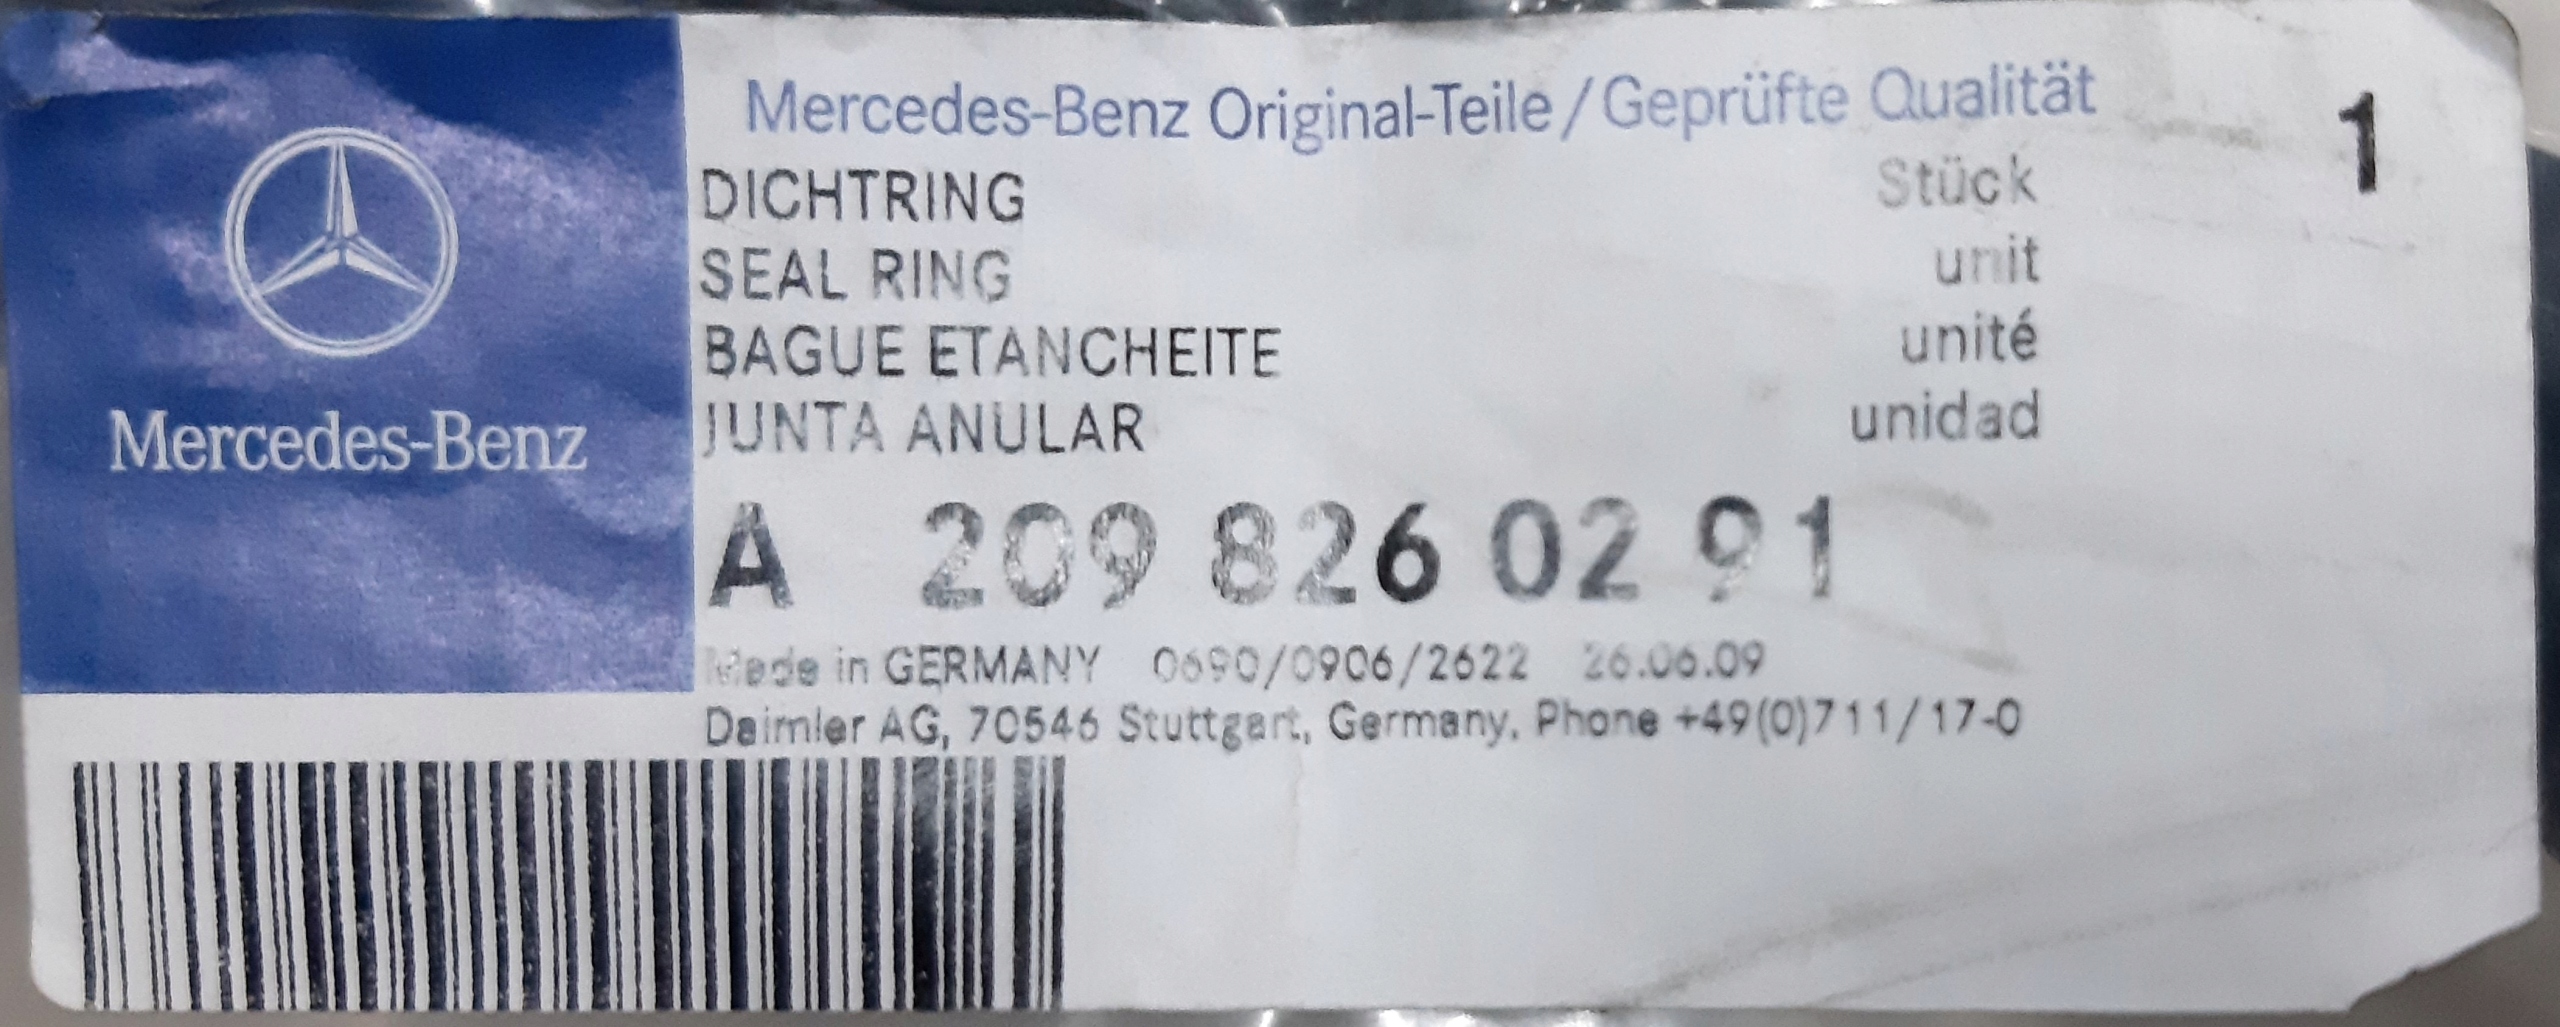 Mercedes-Benz
Mercedes-Benz Original-Teile/Geprüfte Qualität
DICHTRING Stück 1
SEAL RING unit
BAGUE ETANCHEITE unité
JUNTA ANULAR unidad
A 209 826 02 91
Made in GERMANY 0690/0906/2622 26.06.09
Daimler AG, 70546 Stuttgart, Germany, Phone +49(0)711/17-0